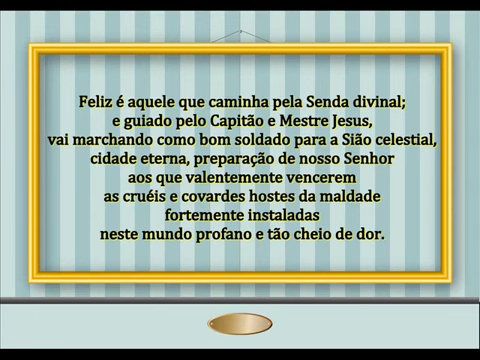 Feliz é aquele que caminha pela Senda divinal;
e guiado pelo Capitão e Mestre Jesus,
vai marchando como bom soldado para a Sião celestial,
cidade eterna, preparação de nosso Senhor
aos que valentemente vencerem
as cruéis e covardes hostes da maldade
fortemente instaladas
neste mundo profano e tão cheio de dor.